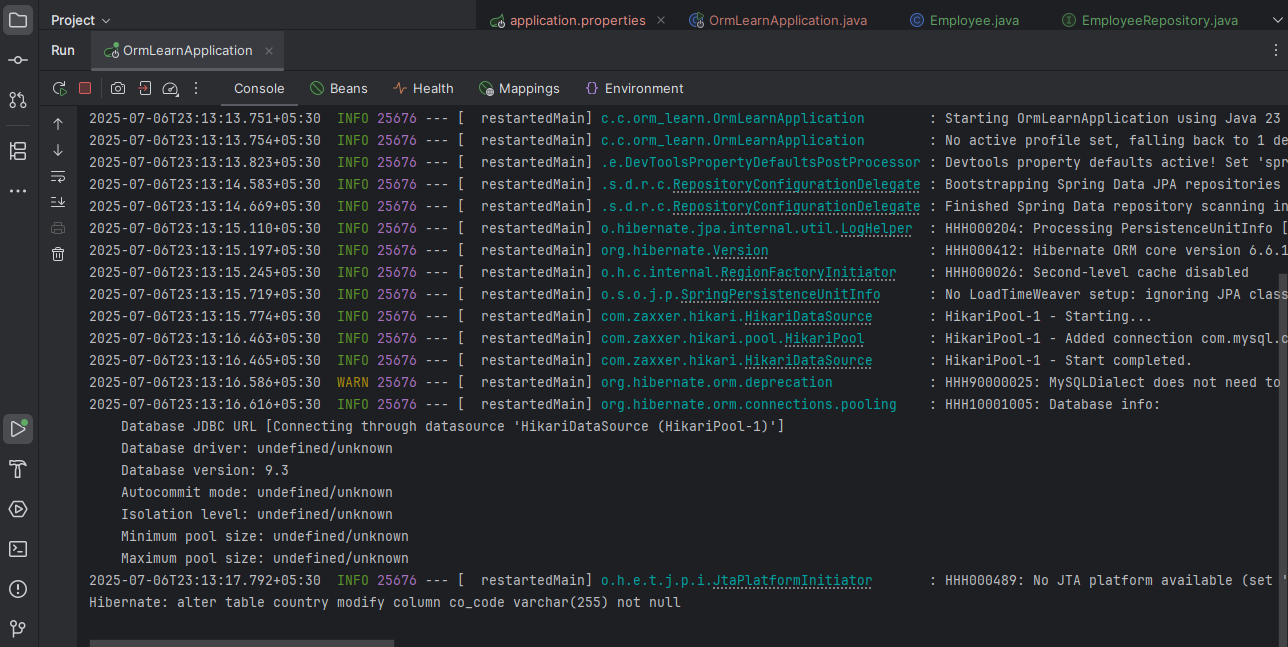 Project
application.properties
OrmLearnApplication.java
Employee.java
EmployeeRepository.java
Run
OrmLearnApplication
Console
Beans
Health
Mappings
Environment
2025-07-06T23:13:13.751+05:30  INFO 25676 --- [  restartedMain] c.c.orm_learn.OrmLearnApplication        : Starting OrmLearnApplication using Java 23
2025-07-06T23:13:13.754+05:30  INFO 25676 --- [  restartedMain] c.c.orm_learn.OrmLearnApplication        : No active profile set, falling back to 1 de
2025-07-06T23:13:13.823+05:30  INFO 25676 --- [  restartedMain] .e.DevToolsPropertyDefaultsPostProcessor : Devtools property defaults active! Set 'spr
2025-07-06T23:13:14.583+05:30  INFO 25676 --- [  restartedMain] .s.d.r.c.RepositoryConfigurationDelegate : Bootstrapping Spring Data JPA repositories
2025-07-06T23:13:14.669+05:30  INFO 25676 --- [  restartedMain] .s.d.r.c.RepositoryConfigurationDelegate : Finished Spring Data repository scanning in
2025-07-06T23:13:15.110+05:30  INFO 25676 --- [  restartedMain] o.hibernate.jpa.internal.util.LogHelper  : HHH000204: Processing PersistenceUnitInfo [
2025-07-06T23:13:15.197+05:30  INFO 25676 --- [  restartedMain] org.hibernate.Version                    : HHH000412: Hibernate ORM core version 6.6.1
2025-07-06T23:13:15.245+05:30  INFO 25676 --- [  restartedMain] o.h.c.internal.RegionFactoryInitiator    : HHH000026: Second-level cache disabled
2025-07-06T23:13:15.719+05:30  INFO 25676 --- [  restartedMain] o.s.o.j.p.SpringPersistenceUnitInfo      : No LoadTimeWeaver setup: ignoring JPA class
2025-07-06T23:13:15.774+05:30  INFO 25676 --- [  restartedMain] com.zaxxer.hikari.HikariDataSource       : HikariPool-1 - Starting...
2025-07-06T23:13:16.463+05:30  INFO 25676 --- [  restartedMain] com.zaxxer.hikari.pool.HikariPool        : HikariPool-1 - Added connection com.mysql.c
2025-07-06T23:13:16.465+05:30  INFO 25676 --- [  restartedMain] com.zaxxer.hikari.HikariDataSource       : HikariPool-1 - Start completed.
2025-07-06T23:13:16.586+05:30  WARN 25676 --- [  restartedMain] org.hibernate.orm.deprecation            : HHH90000025: MySQLDialect does not need to
2025-07-06T23:13:16.616+05:30  INFO 25676 --- [  restartedMain] org.hibernate.orm.connections.pooling    : HHH10001005: Database info:
Database JDBC URL [Connecting through datasource 'HikariDataSource (HikariPool-1)']
Database driver: undefined/unknown
Database version: 9.3
Autocommit mode: undefined/unknown
Isolation level: undefined/unknown
Minimum pool size: undefined/unknown
Maximum pool size: undefined/unknown
2025-07-06T23:13:17.792+05:30  INFO 25676 --- [  restartedMain] o.h.e.t.j.p.i.JtaPlatformInitiator       : HHH000489: No JTA platform available (set '
Hibernate: alter table country modify column co_code varchar(255) not null